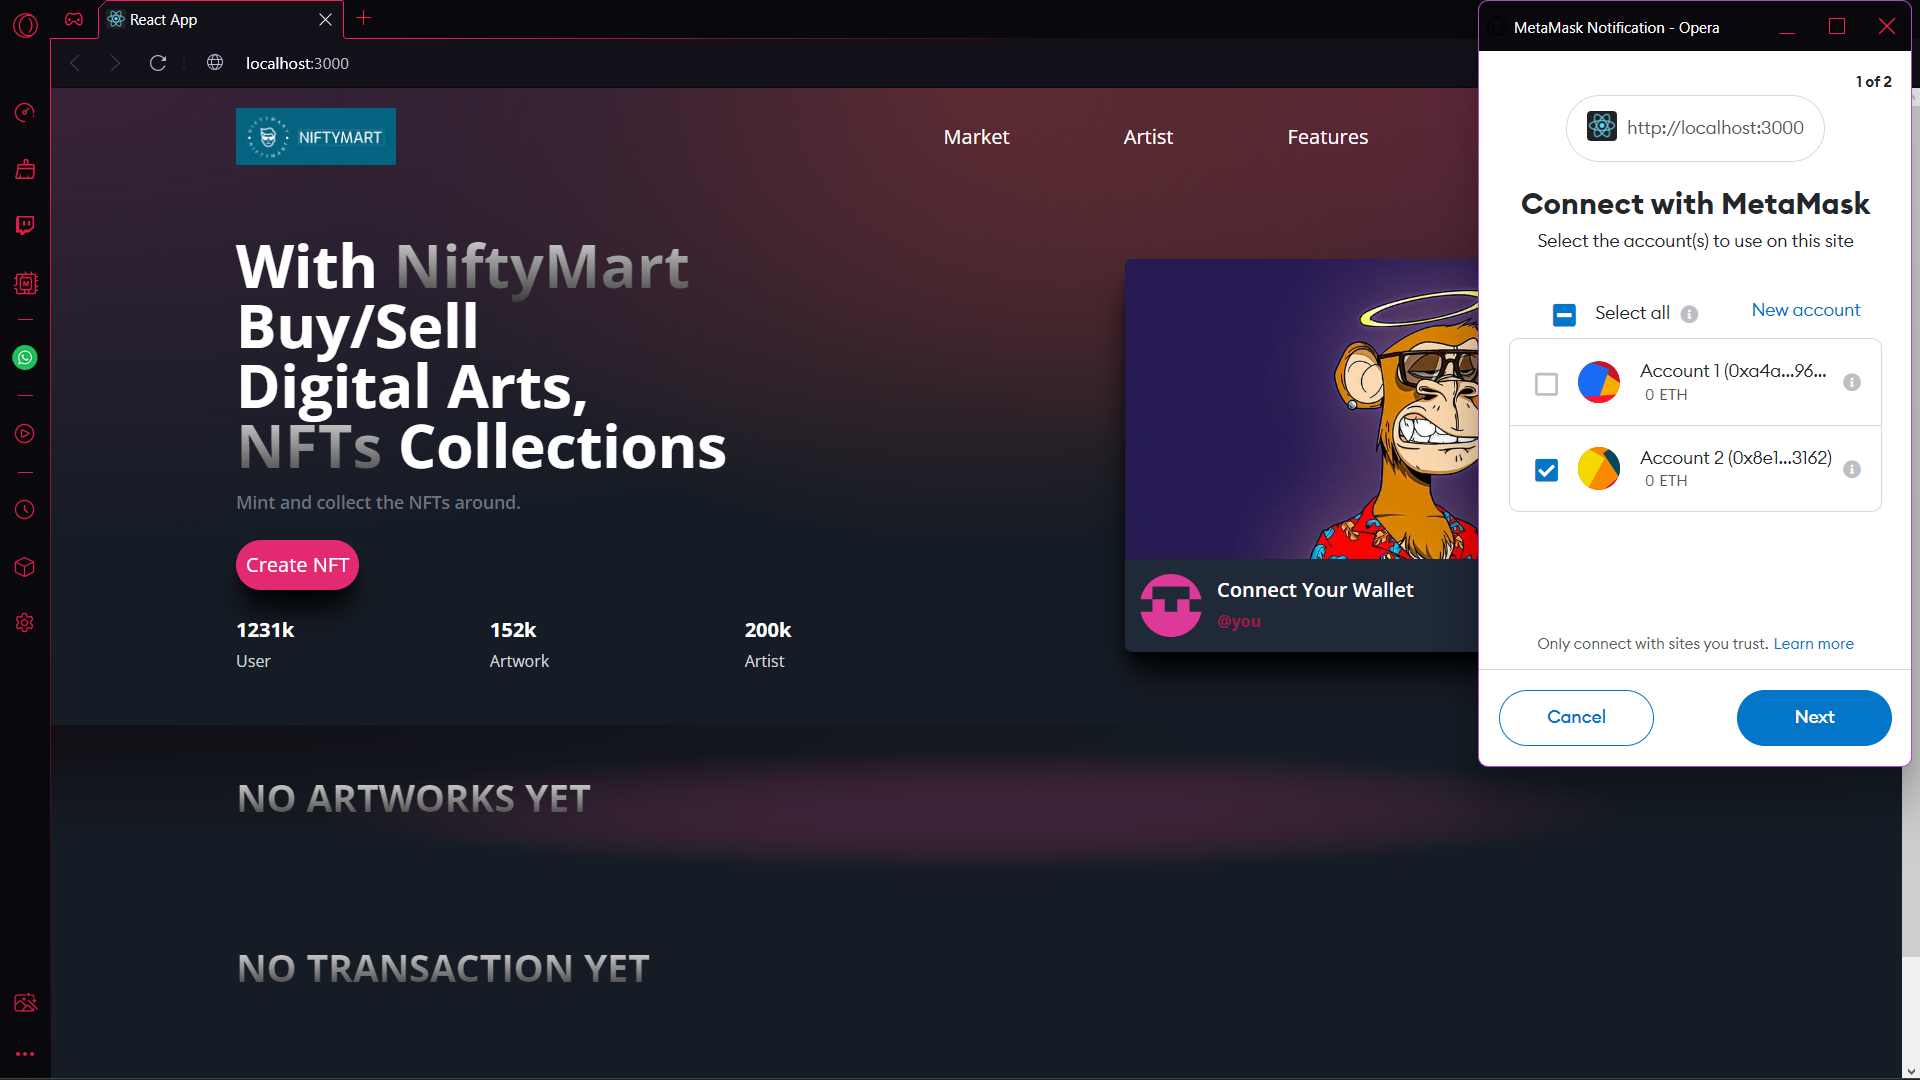 React App
localhost:3000
NIFTYMART
Market
Artist
Features
With NiftyMart
Buy/Sell
Digital Arts,
NFTs Collections
Mint and collect the NFTs around.
Create NFT
1231k
152k
200k
User
Artwork
Artist
Connect Your Wallet
@you
NO ARTWORKS YET
NO TRANSACTION YET
MetaMask Notification - Opera
1 of 2
http://localhost:3000
Connect with MetaMask
Select the account(s) to use on this site
Select all
New account
Account 1 (0xa4a...96...
0 ETH
Account 2 (0x8e1...3162)
0 ETH
Only connect with sites you trust. Learn more
Cancel
Next